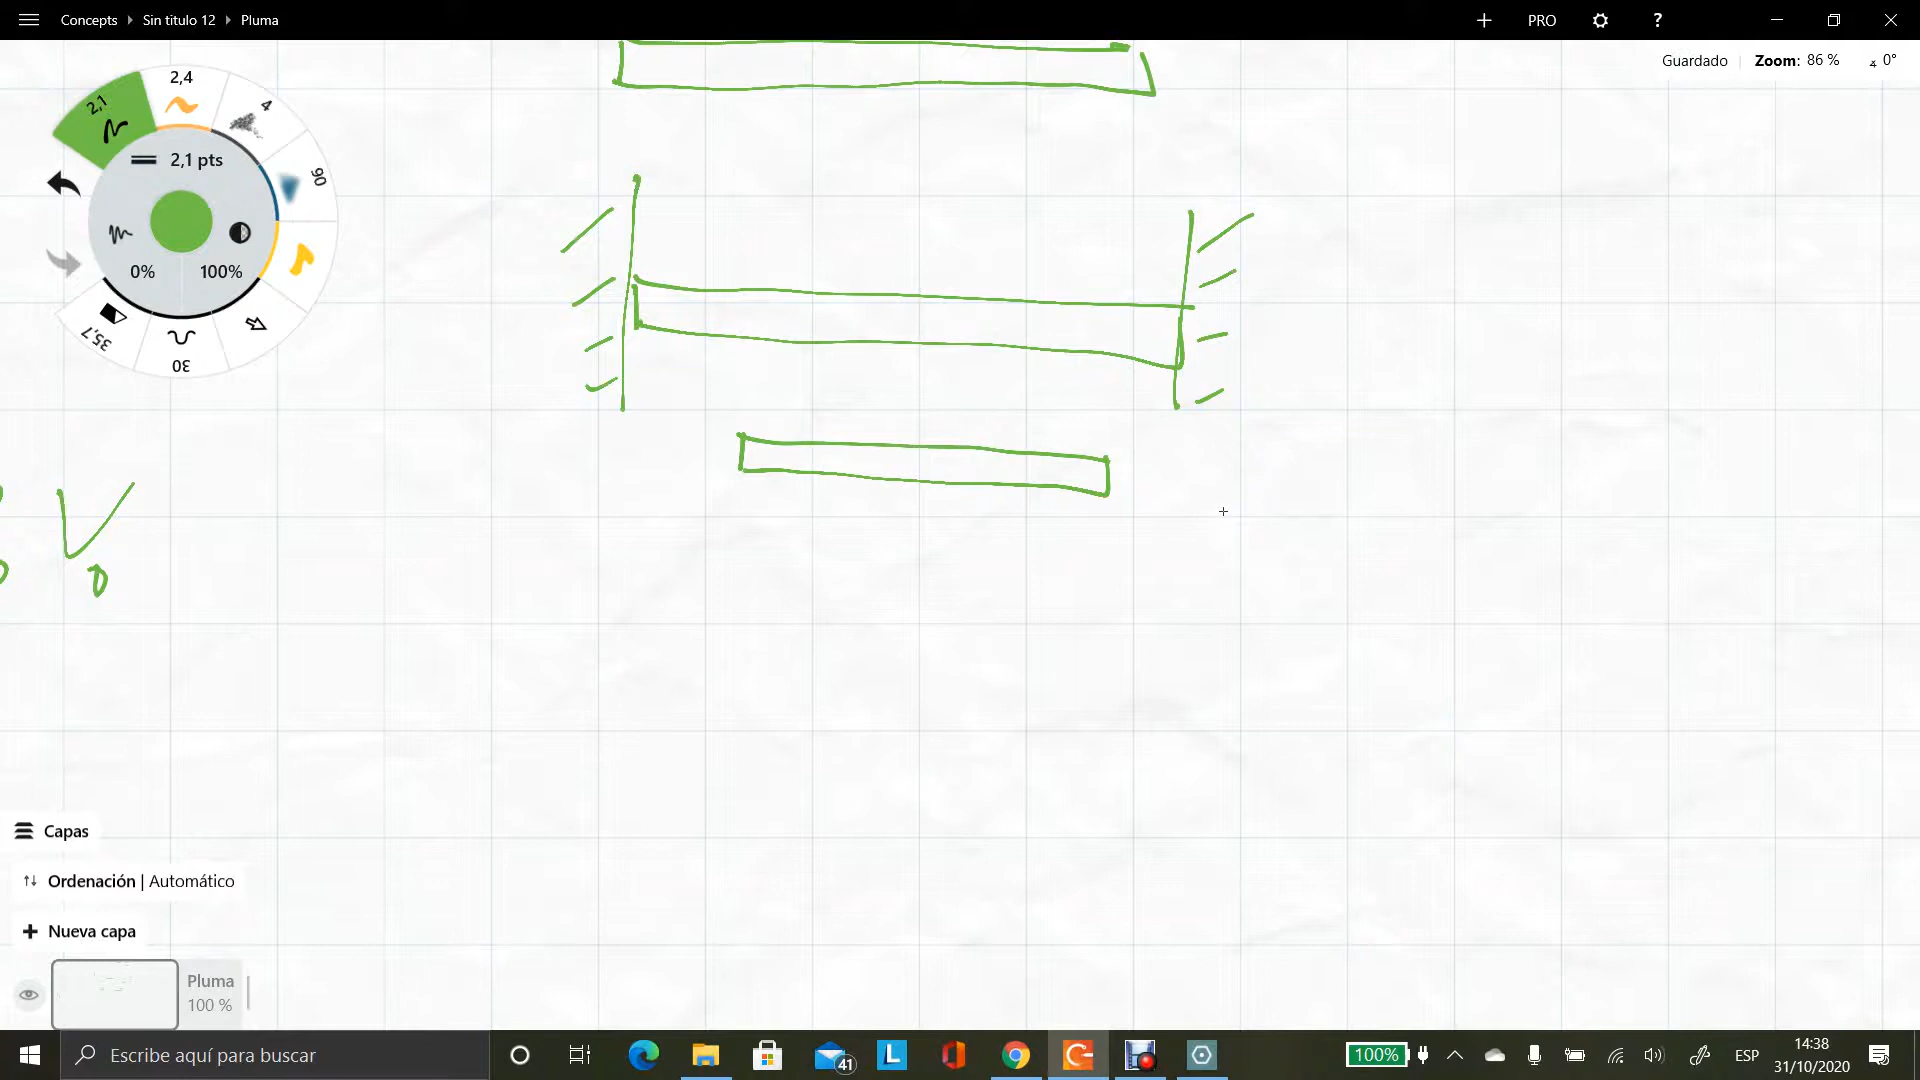 Concepts Sin título 12 Pluma
PRO ?
Guardado Zoom: 86 % 0°
2,4
2,1
4
2,1 pts
90
0% 100%
35,7
30
V
0
Capas
Ordenación | Automático
Nueva capa
Pluma
100 %
Escribe aquí para buscar
41
L
100%
ESP
14:38
31/10/2020